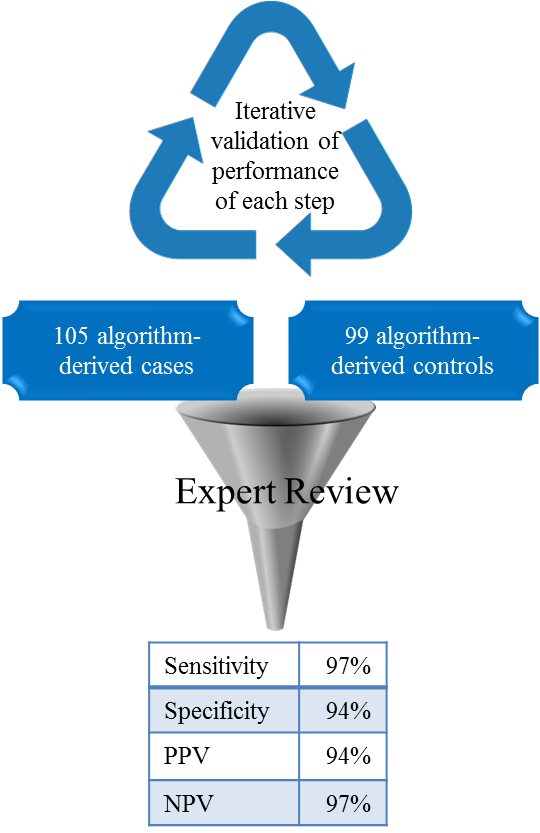 Iterative
validation of
performance
of each step
105 algorithm-
derived cases
99 algorithm-
derived controls
Expert Review
Sensitivity 97%
Specificity 94%
PPV 94%
NPV 97%